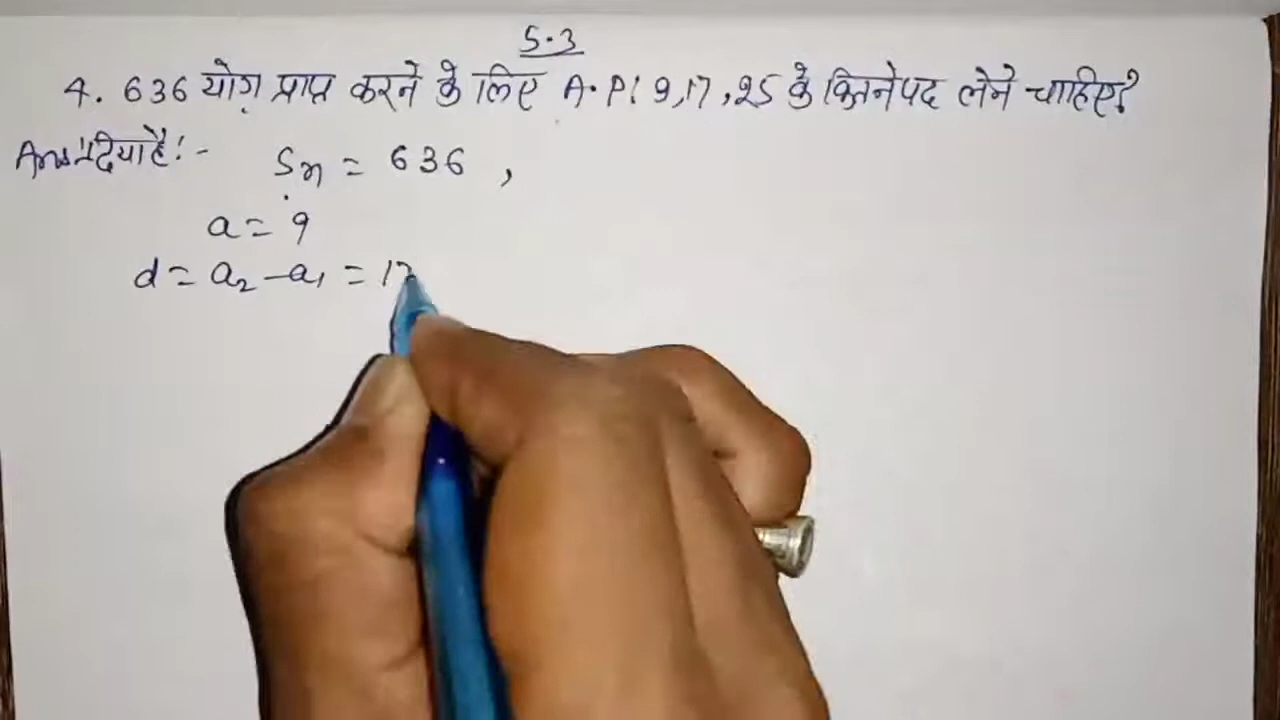 5.3
4. 636 योग प्राप्त करने के लिए A.P: 9,17,25 के कितने पद लेने चाहिए?
Ans: दिया है:-
Sn = 636 ,
a = 9
d = a2 - a1 = 17